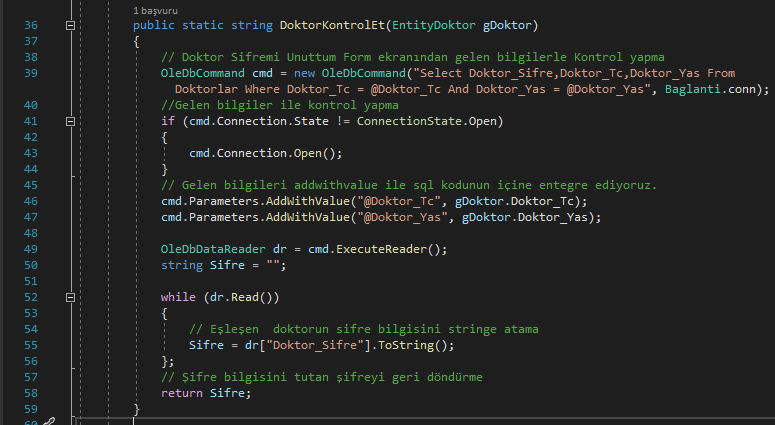 1 başvuru
36 public static string DoktorKontrolEt(EntityDoktor gDoktor)
37 {
38 // Doktor Sifremi Unuttum Form ekranından gelen bilgilerle Kontrol yapma
39 OleDbCommand cmd = new OleDbCommand("Select Doktor_Sifre,Doktor_Tc,Doktor_Yas From
Doktorlar Where Doktor_Tc = @Doktor_Tc And Doktor_Yas = @Doktor_Yas", Baglanti.conn);
40 //Gelen bilgiler ile kontrol yapma
41 if (cmd.Connection.State != ConnectionState.Open)
42 {
43 cmd.Connection.Open();
44 }
45 // Gelen bilgileri addwithvalue ile sql kodunun içine entegre ediyoruz.
46 cmd.Parameters.AddWithValue("@Doktor_Tc", gDoktor.Doktor_Tc);
47 cmd.Parameters.AddWithValue("@Doktor_Yas", gDoktor.Doktor_Yas);
48
49 OleDbDataReader dr = cmd.ExecuteReader();
50 string Sifre = "";
51
52 while (dr.Read())
53 {
54 // Eşleşen  doktorun sifre bilgisini stringe atama
55 Sifre = dr["Doktor_Sifre"].ToString();
56 };
57 // Şifre bilgisini tutan şifreyi geri döndürme
58 return Sifre;
59 }
60